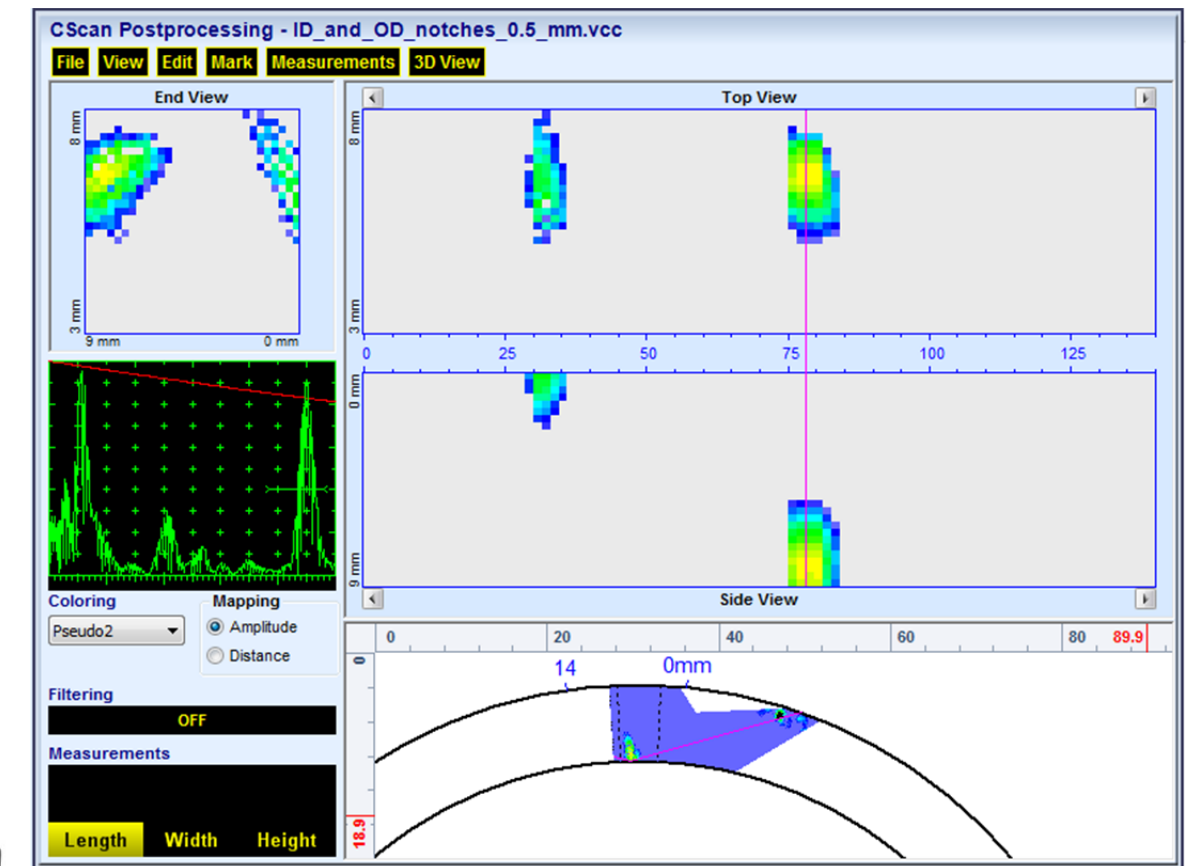 CScan Postprocessing - ID_and_OD_notches_0.5_mm.vcc
File View Edit Mark Measurements 3D View
End View
8 mm
3 mm
9 mm 0 mm
Top View
8 mm
3 mm
0 25 50 75 100 125
0 mm
9 mm
Side View
Coloring
Pseudo2
Mapping
Amplitude
Distance
Filtering
OFF
Measurements
Length Width Height
0 20 40 60 80 89.9
0
18.9
14 0mm